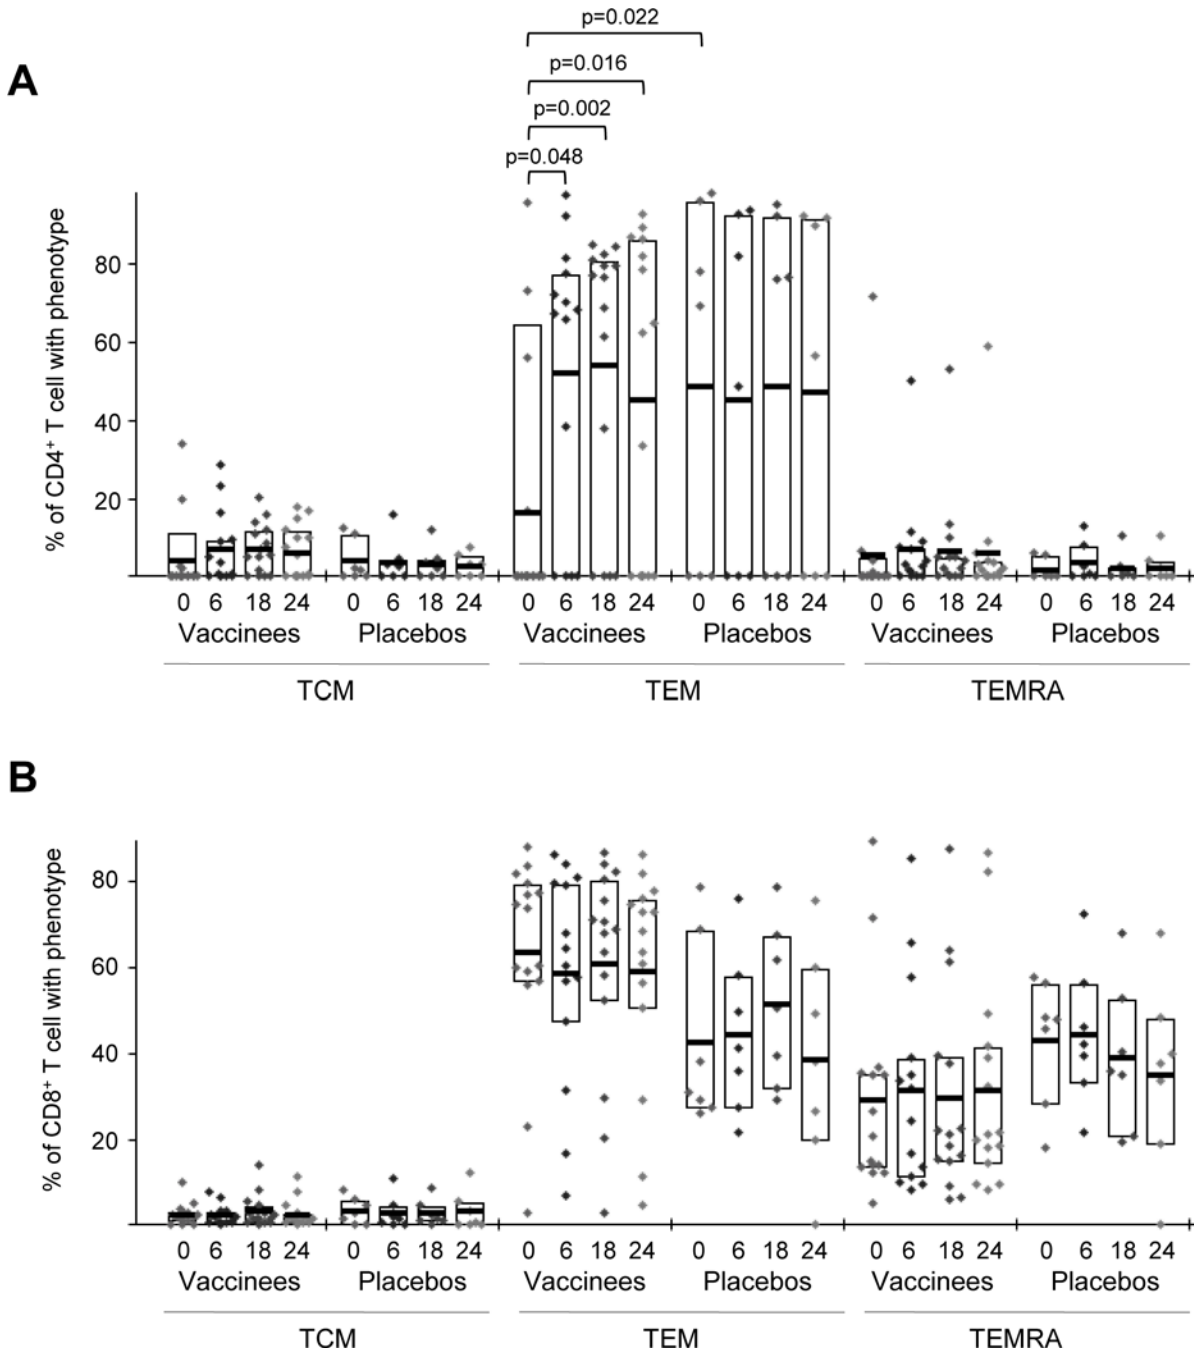 p=0.022
A
p=0.016
p=0.002
p=0.048
% of CD4⁺ T cell with phenotype
80
60
40
20
0 6 18 24 0 6 18 24 0 6 18 24 0 6 18 24 0 6 18 24 0 6 18 24
Vaccinees Placebos Vaccinees Placebos Vaccinees Placebos
TCM TEM TEMRA
B
% of CD8⁺ T cell with phenotype
80
60
40
20
0 6 18 24 0 6 18 24 0 6 18 24 0 6 18 24 0 6 18 24 0 6 18 24
Vaccinees Placebos Vaccinees Placebos Vaccinees Placebos
TCM TEM TEMRA